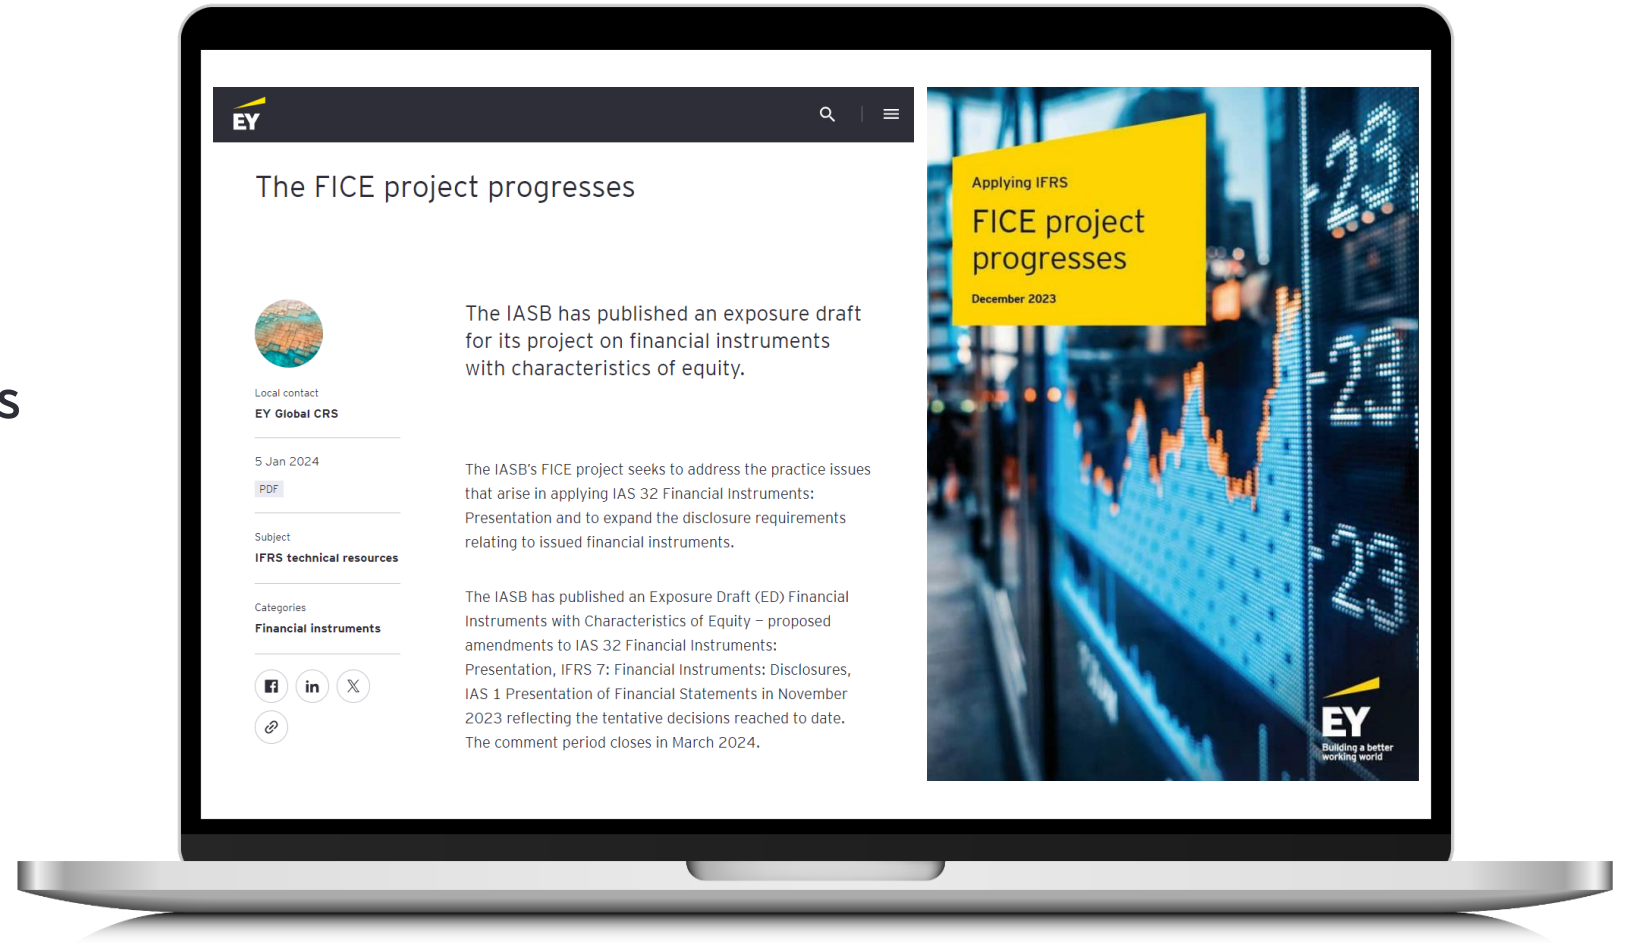 s
EY
The FICE project progresses
The IASB has published an exposure draft
for its project on financial instruments
with characteristics of equity.
Local contact
EY Global CRS
5 Jan 2024
PDF
Subject
IFRS technical resources
Categories
Financial instruments
in
The IASB's FICE project seeks to address the practice issues
that arise in applying IAS 32 Financial Instruments:
Presentation and to expand the disclosure requirements
relating to issued financial instruments.
The IASB has published an Exposure Draft (ED) Financial
Instruments with Characteristics of Equity – proposed
amendments to IAS 32 Financial Instruments:
Presentation, IFRS 7: Financial Instruments: Disclosures,
IAS 1 Presentation of Financial Statements in November
2023 reflecting the tentative decisions reached to date.
The comment period closes in March 2024.
Applying IFRS
FICE project
progresses
December 2023
-23
-23
-23
EY
Building a better
working world